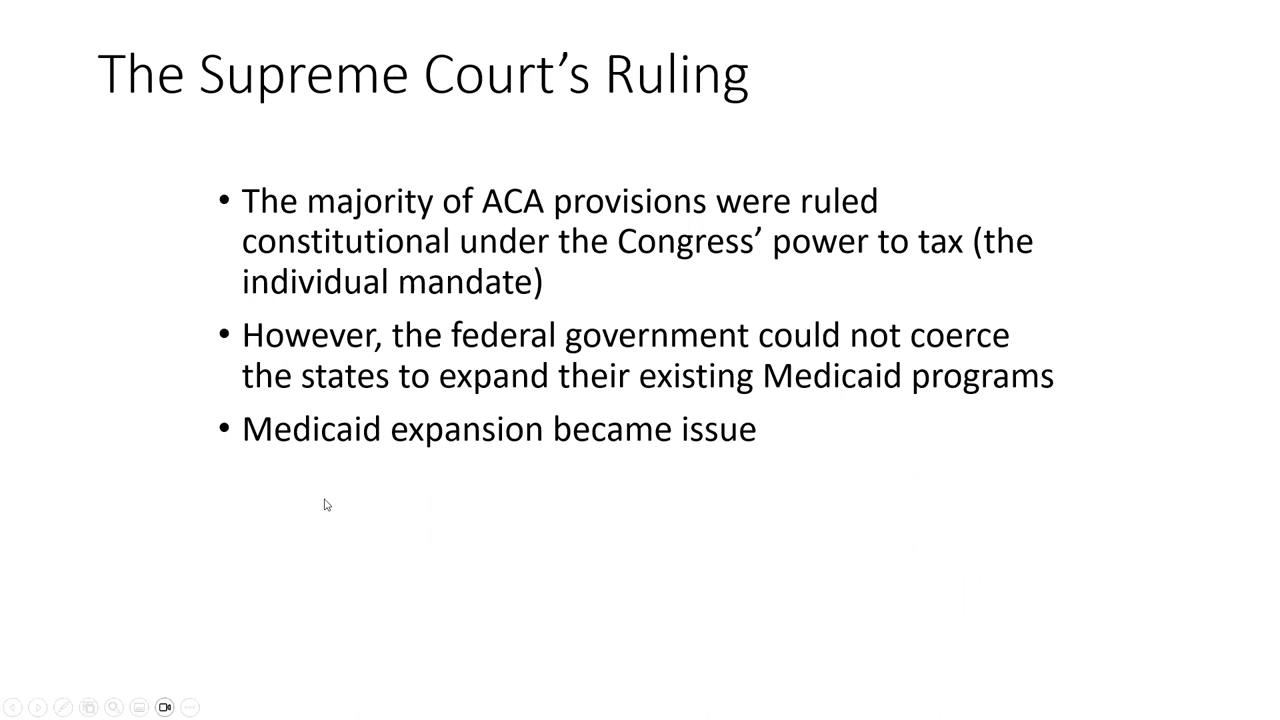 The Supreme Court’s Ruling
• The majority of ACA provisions were ruled
constitutional under the Congress’ power to tax (the
individual mandate)
• However, the federal government could not coerce
the states to expand their existing Medicaid programs
• Medicaid expansion became issue